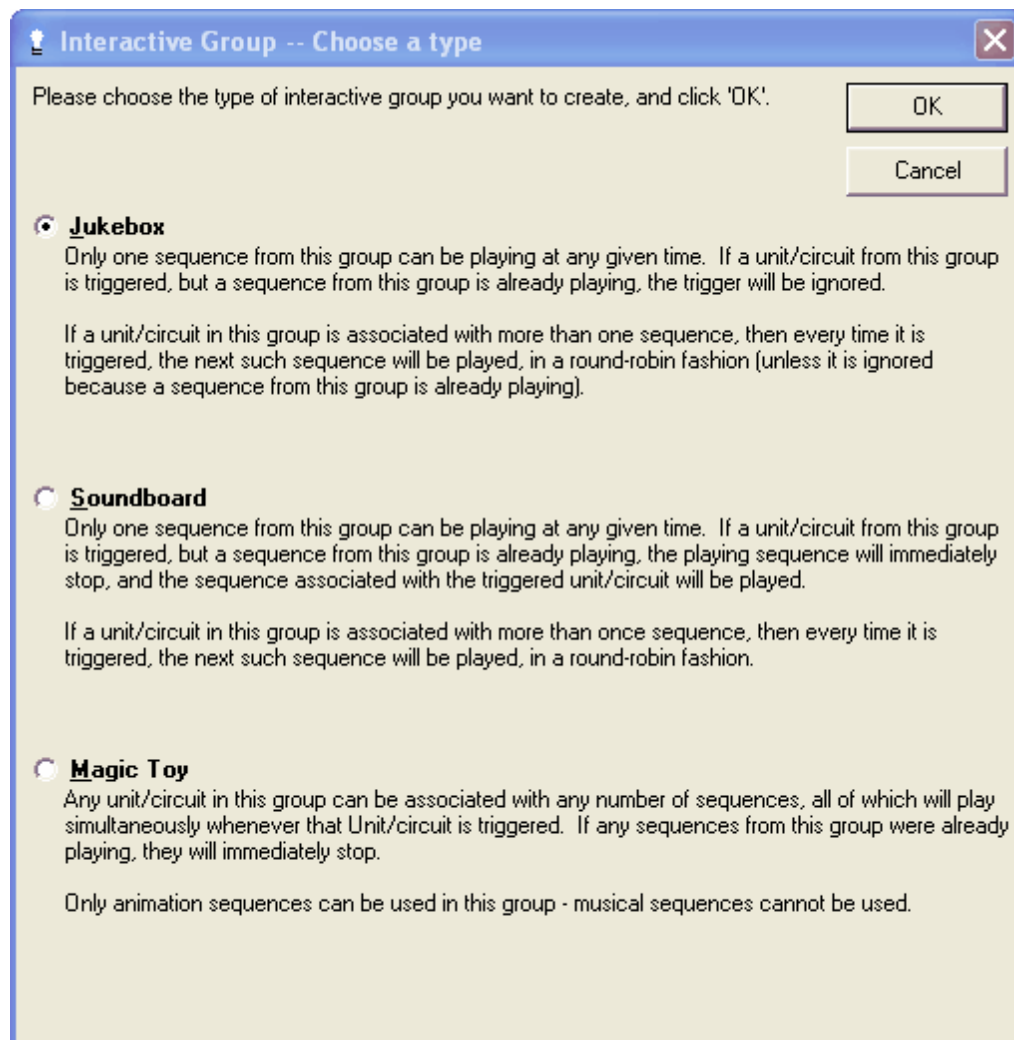 Interactive Group -- Choose a type
Please choose the type of interactive group you want to create, and click 'OK'.
OK
Cancel
Jukebox
Only one sequence from this group can be playing at any given time.  If a unit/circuit from this group
is triggered, but a sequence from this group is already playing, the trigger will be ignored.
If a unit/circuit in this group is associated with more than one sequence, then every time it is
triggered, the next such sequence will be played, in a round-robin fashion (unless it is ignored
because a sequence from this group is already playing).
Soundboard
Only one sequence from this group can be playing at any given time.  If a unit/circuit from this group
is triggered, but a sequence from this group is already playing, the playing sequence will immediately
stop, and the sequence associated with the triggered unit/circuit will be played.
If a unit/circuit in this group is associated with more than once sequence, then every time it is
triggered, the next such sequence will be played, in a round-robin fashion.
Magic Toy
Any unit/circuit in this group can be associated with any number of sequences, all of which will play
simultaneously whenever that Unit/circuit is triggered.  If any sequences from this group were already
playing, they will immediately stop.
Only animation sequences can be used in this group - musical sequences cannot be used.